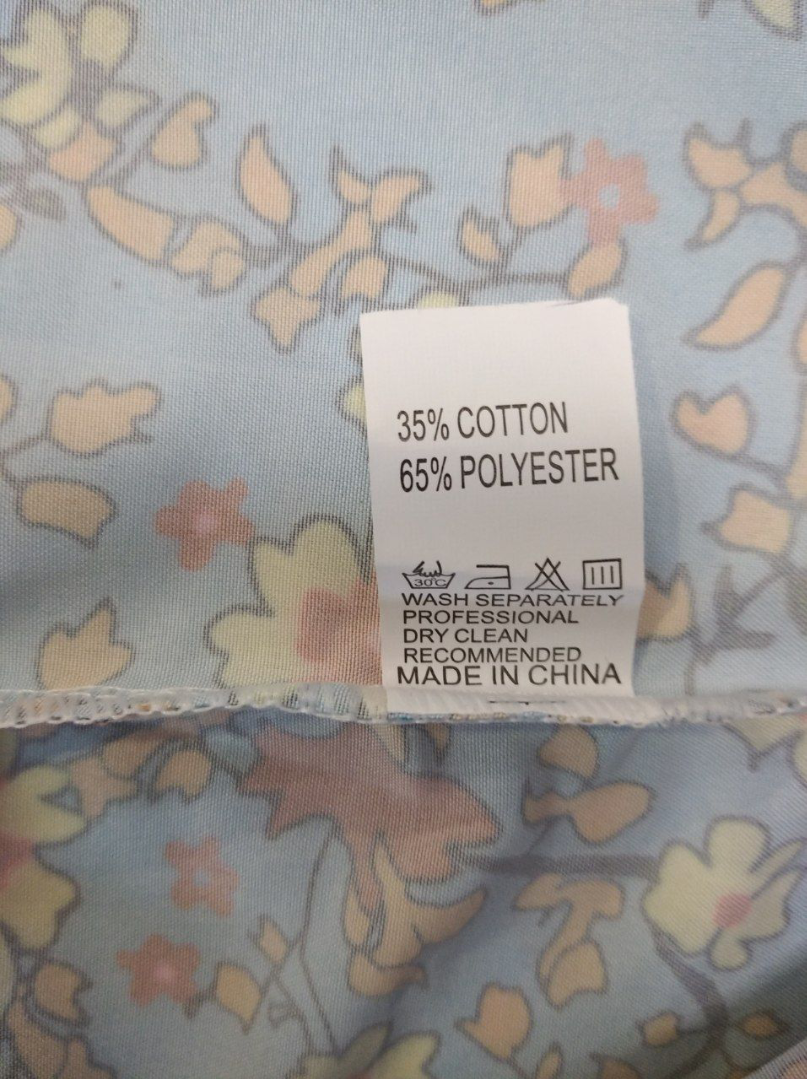 35% COTTON
65% POLYESTER
30°C
WASH SEPARATELY
PROFESSIONAL
DRY CLEAN
RECOMMENDED
MADE IN CHINA